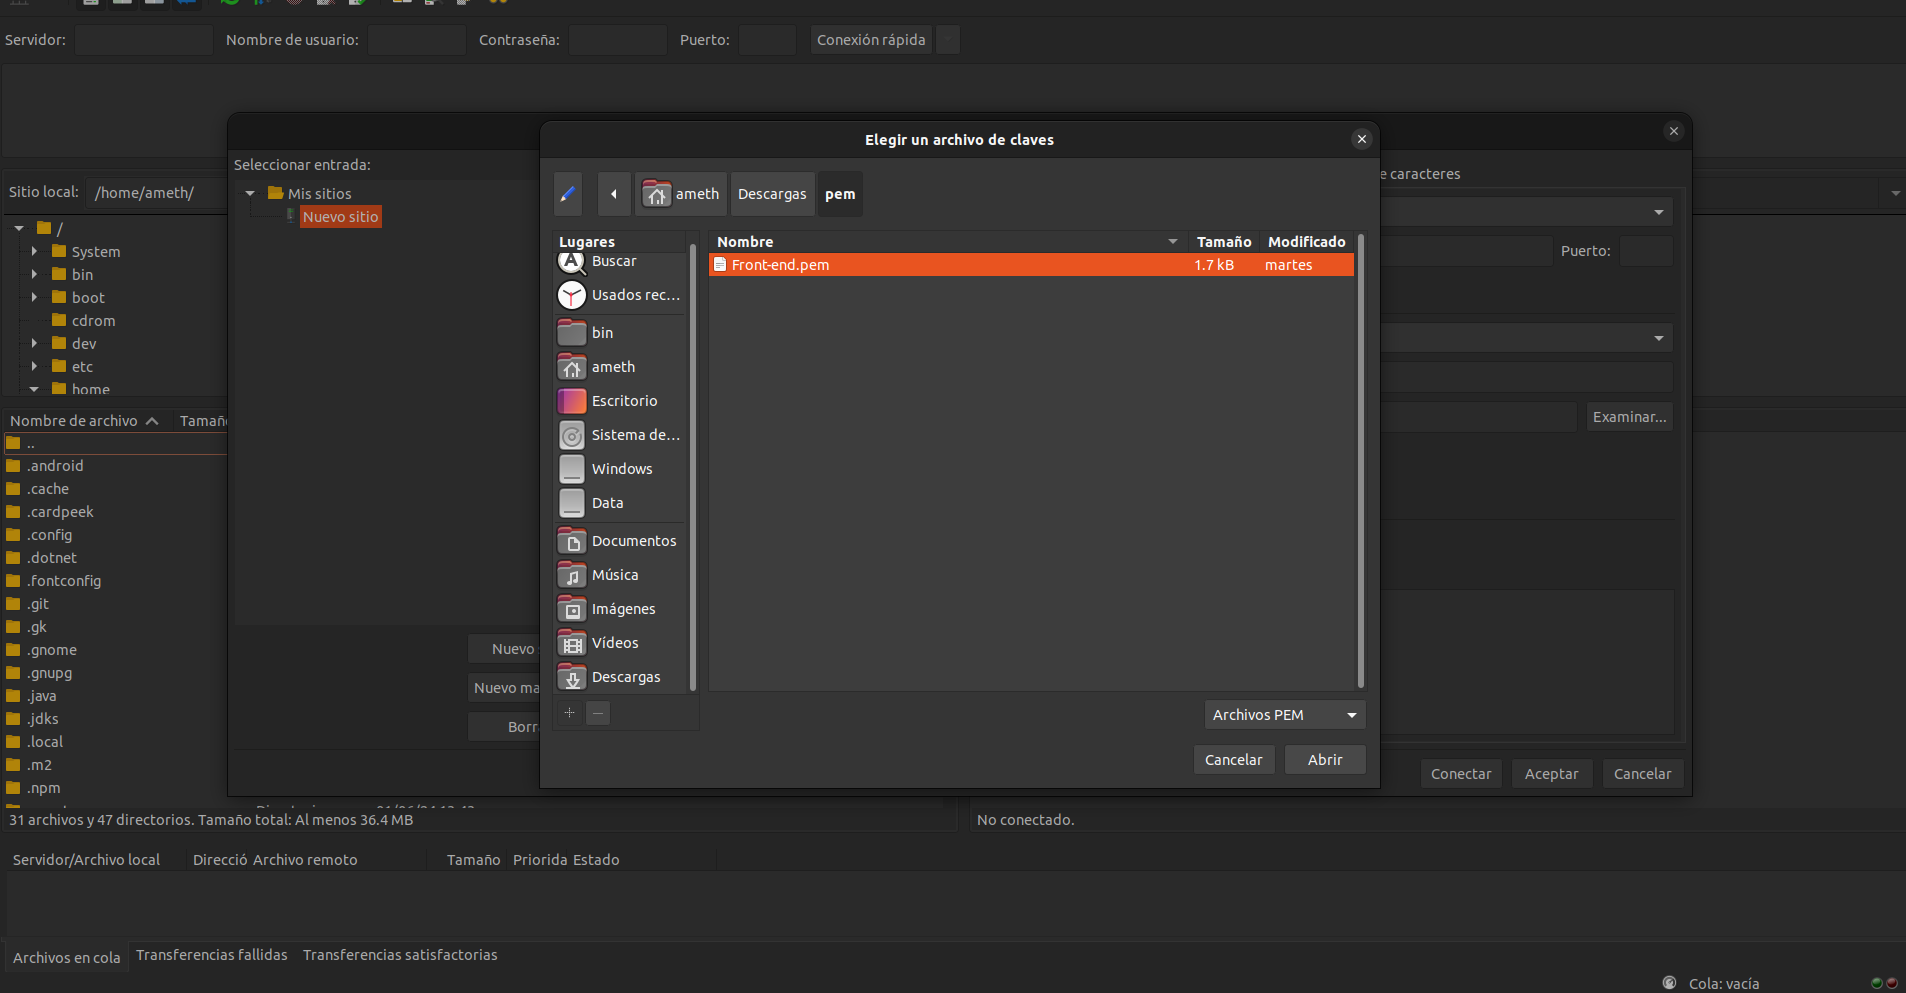 Servidor: Nombre de usuario: Contraseña: Puerto: Conexión rápida
Elegir un archivo de claves
Seleccionar entrada:
Mis sitios
Nuevo sitio
e caracteres
Puerto:
Examinar...
Sitio local: /home/ameth/
/
System
bin
boot
cdrom
dev
etc
home
ameth Descargas pem
Lugares
Buscar
Usados rec...
bin
ameth
Escritorio
Sistema de...
Windows
Data
Documentos
Música
Imágenes
Vídeos
Descargas
Nombre Tamaño Modificado
Front-end.pem 1.7 kB martes
Archivos PEM
Cancelar Abrir
Nuevo
Nuevo ma
Borr
Conectar Aceptar Cancelar
Nombre de archivo Tamaño
..
.android
.cache
.cardpeek
.config
.dotnet
.fontconfig
.git
.gk
.gnome
.gnupg
.java
.jdks
.local
.m2
.npm
31 archivos y 47 directorios. Tamaño total: Al menos 36.4 MB
No conectado.
Servidor/Archivo local Direcció Archivo remoto Tamaño Priorida Estado
Archivos en cola Transferencias fallidas Transferencias satisfactorias
Cola: vacía